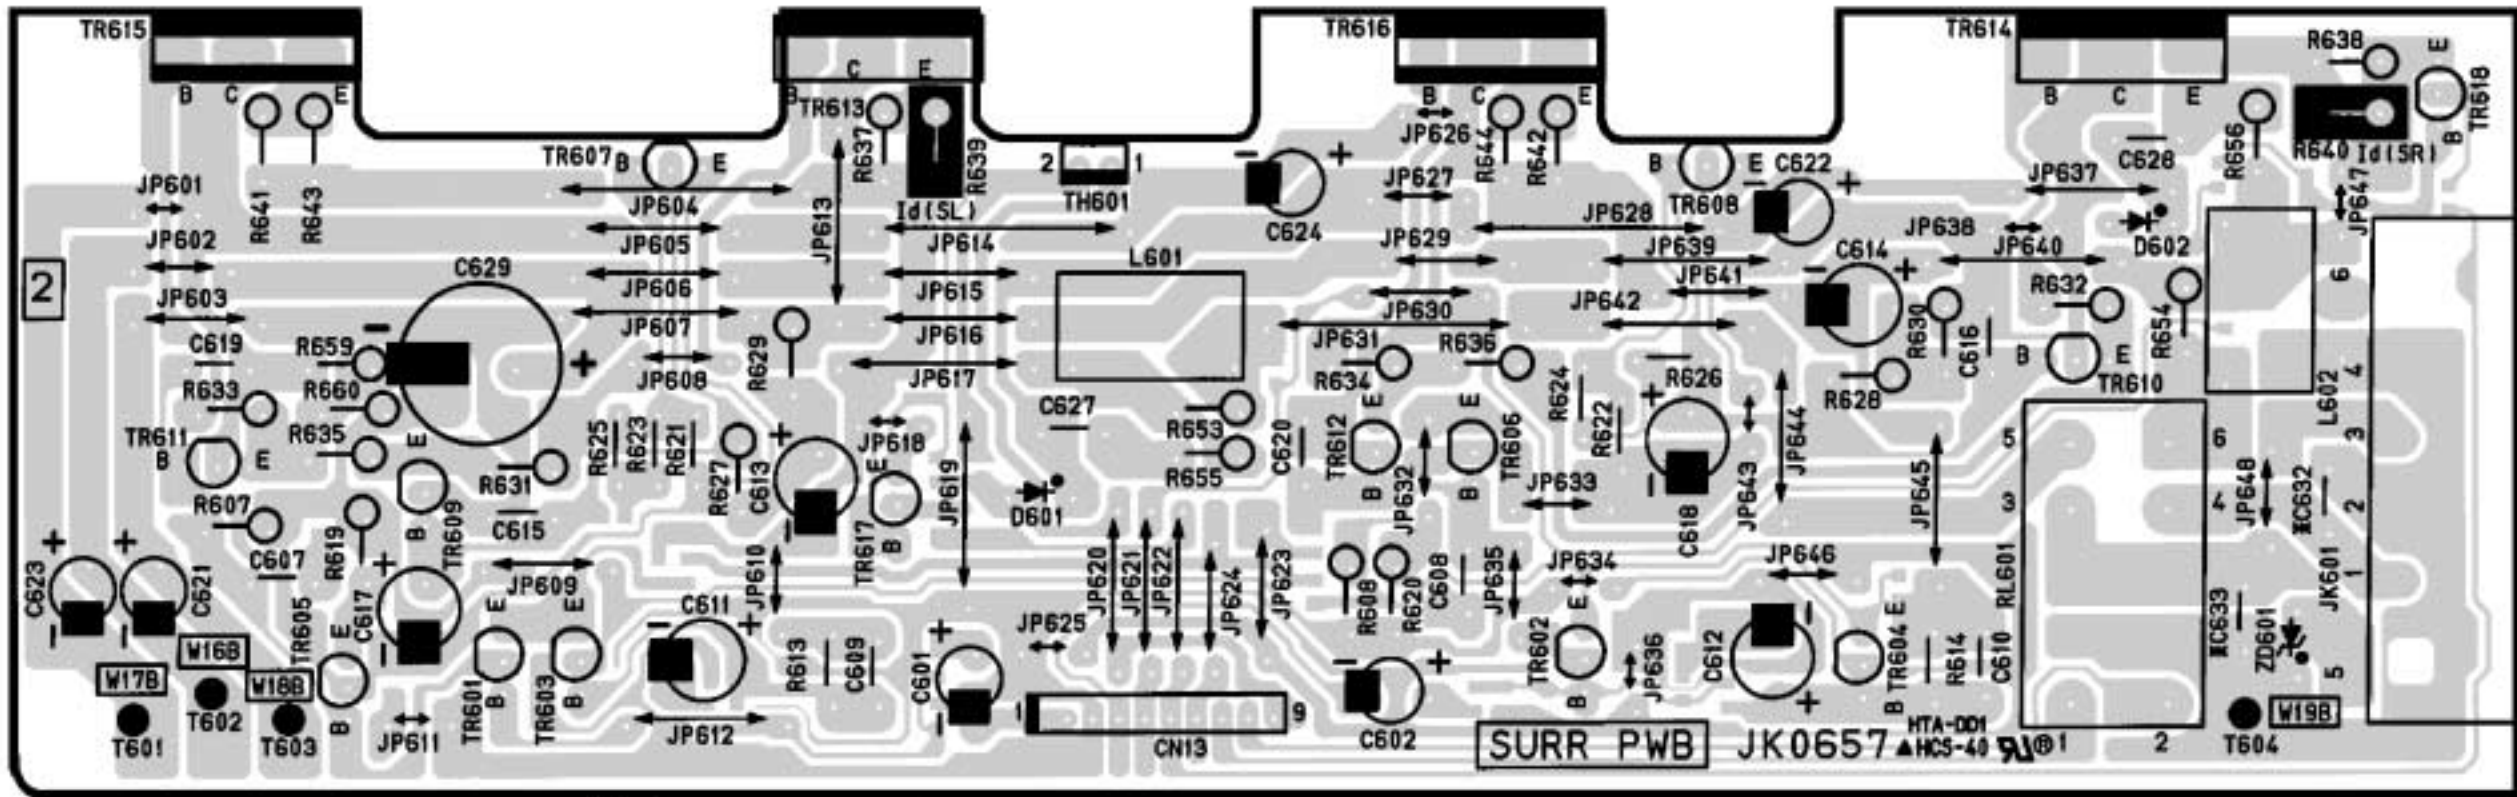 TR615
TR616
TR614
R638
E
C
E
B
C
E
B
TR613
B
C
E
B
C
E
TR618
B
TR607
B
E
R637
R639
2
1
JP626
R644
R642
B
E
C622
C628
R656
R640
Id(SR)
JP601
R641
R643
JP604
JP613
Id(SL)
TH601
C624
JP627
TR608
JP637
JP647
JP602
JP605
JP614
JP628
JP629
JP639
JP638
JP640
D602
2
C629
L601
C614
JP603
JP606
JP615
JP641
R632
6
JP607
JP616
JP630
JP642
C619
R659
R629
JP631
R636
R630
C616
B
E
R654
JP608
JP617
R634
R624
R626
R628
TR610
4
L602
R633
R660
C627
R653
E
E
R622
JP644
TR611
B
E
R635
E
R625
R623
R621
JP618
E
R655
C620
TR612
TR606
5
6
3
R631
R627
C613
JP619
JP632
JP633
JP643
JP645
R607
B
TR609
C615
TR617
B
D601
B
B
C618
3
4
JP648
C632
2
C623
C621
C607
R619
JP609
JP610
JP620
JP621
JP622
JP624
JP623
R608
R620
C608
JP635
JP634
JP646
RL601
1
JK601
TR605
C617
E
E
E
C611
JP625
E
E
C633
ZD601
W17B
W16B
W18B
TR601
B
TR603
B
R613
C609
C601
TR602
B
JP636
C612
TR604
B
R614
C610
5
T601
T602
T603
B
JP611
JP612
1
9
CN13
C602
SURR PWB
JK0657
HTA-DD1
HCS-40
®
1
2
T604
W19B